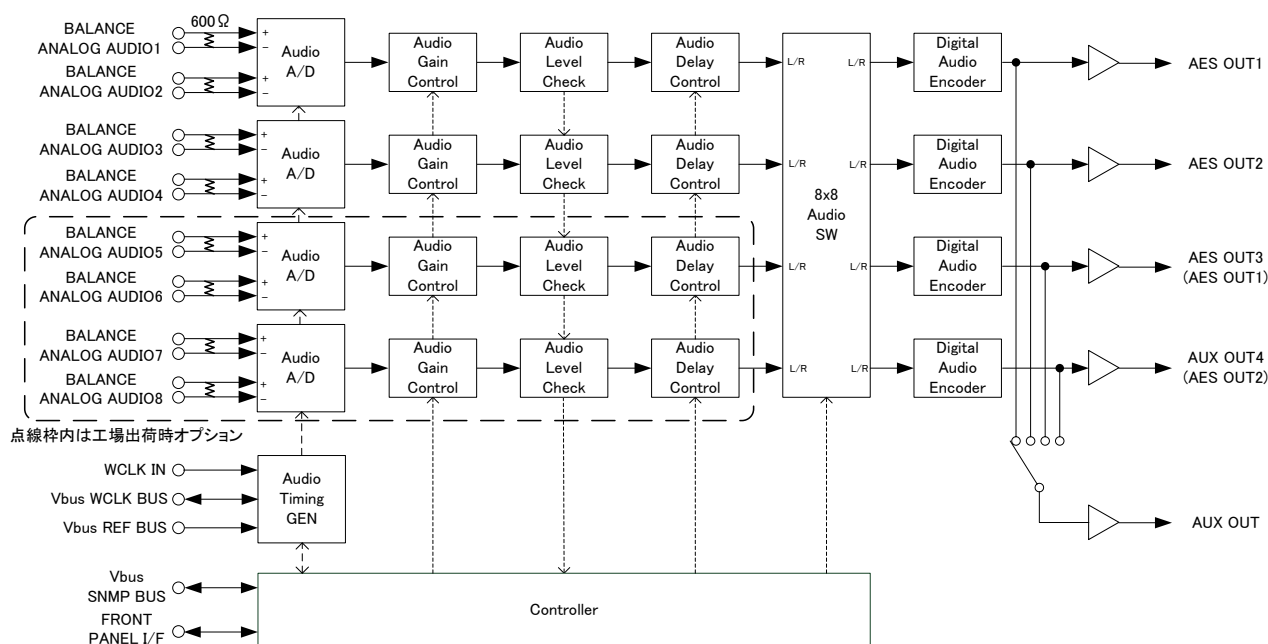 BALANCE
ANALOG AUDIO1
600Ω
+
−
+
−
BALANCE
ANALOG AUDIO2
Audio
A/D
Audio
Gain
Control
Audio
Level
Check
Audio
Delay
Control
L/R
L/R
Digital
Audio
Encoder
AES OUT1
BALANCE
ANALOG AUDIO3
+
−
+
−
BALANCE
ANALOG AUDIO4
Audio
A/D
Audio
Gain
Control
Audio
Level
Check
Audio
Delay
Control
L/R
L/R
8x8
Audio
SW
Digital
Audio
Encoder
AES OUT2
BALANCE
ANALOG AUDIO5
+
−
+
−
BALANCE
ANALOG AUDIO6
Audio
A/D
Audio
Gain
Control
Audio
Level
Check
Audio
Delay
Control
L/R
L/R
Digital
Audio
Encoder
AES OUT3
(AES OUT1)
BALANCE
ANALOG AUDIO7
+
−
+
−
BALANCE
ANALOG AUDIO8
Audio
A/D
Audio
Gain
Control
Audio
Level
Check
Audio
Delay
Control
L/R
L/R
Digital
Audio
Encoder
AUX OUT4
(AES OUT2)
点線枠内は工場出荷時オプション
WCLK IN
Vbus WCLK BUS
Vbus REF BUS
Audio
Timing
GEN
AUX OUT
Vbus
SNMP BUS
FRONT
PANEL I/F
Controller